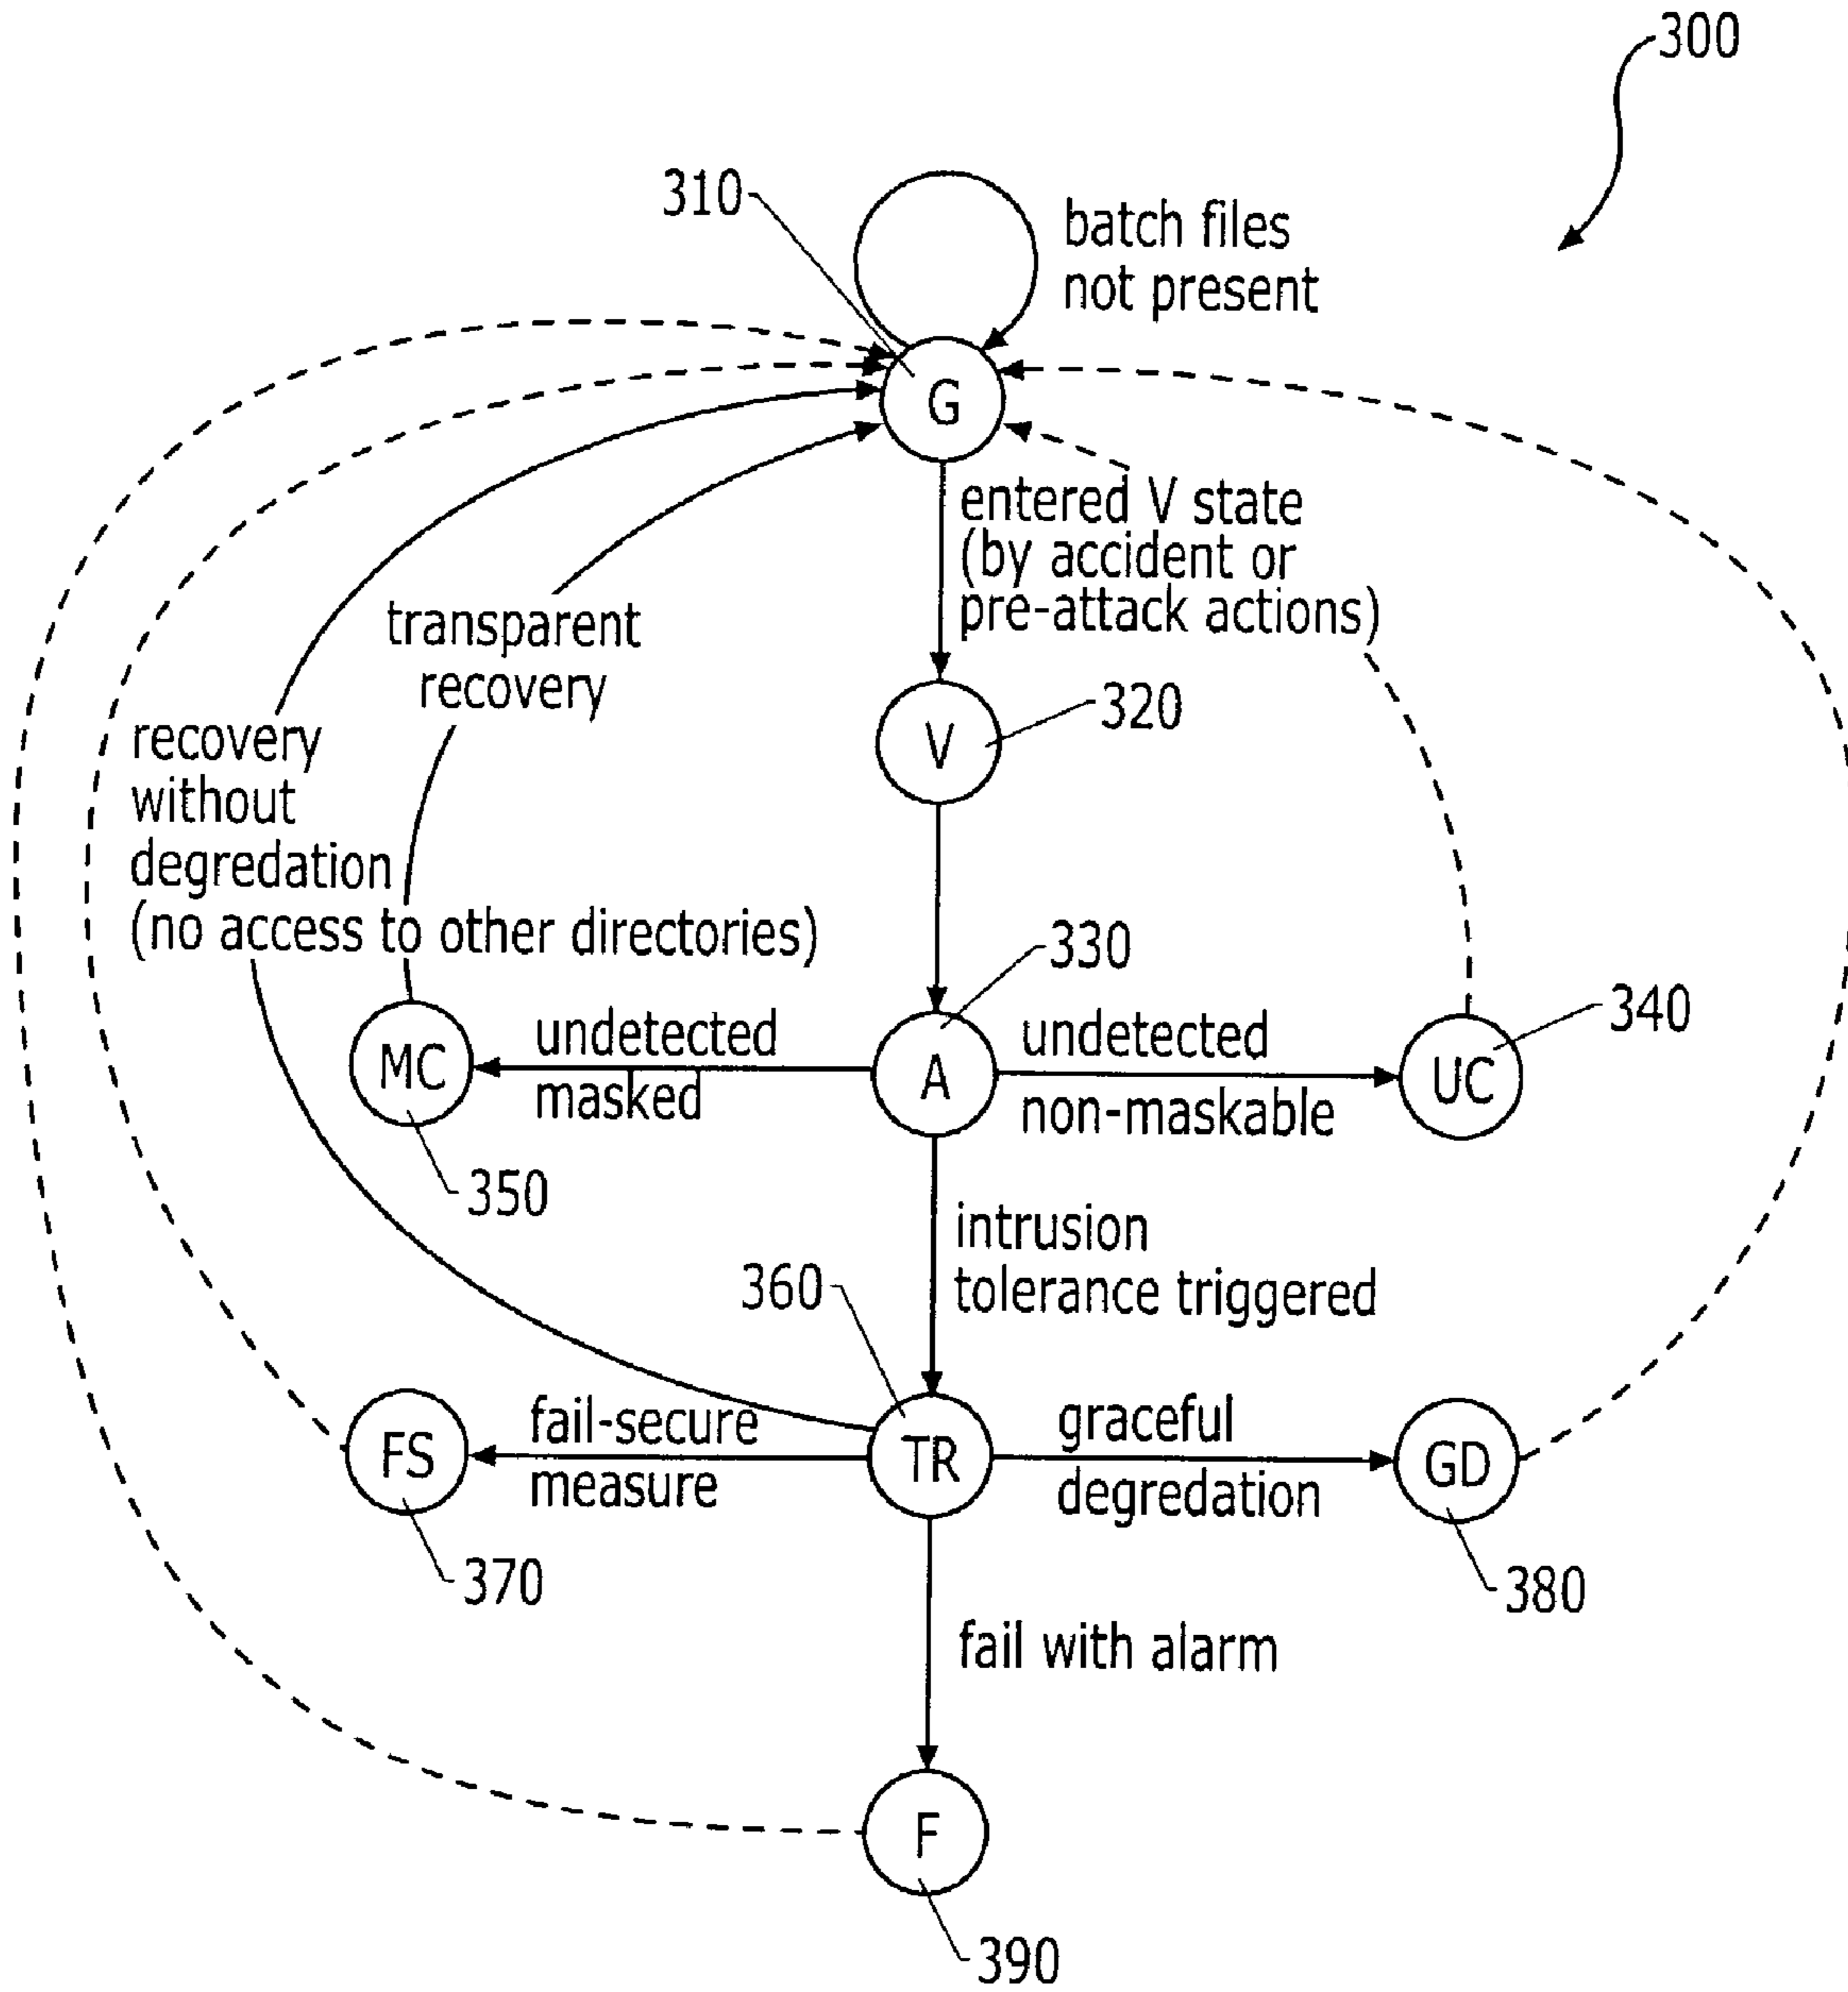 300
310
batch files
not present
G
entered V state
(by accident or
pre-attack actions)
transparent
recovery
V
320
recovery
without
degredation
(no access to other directories)
330
340
MC
undetected
masked
A
undetected
non-maskable
UC
350
intrusion
tolerance triggered
360
FS
fail-secure
measure
TR
graceful
degredation
GD
370
380
fail with alarm
F
390